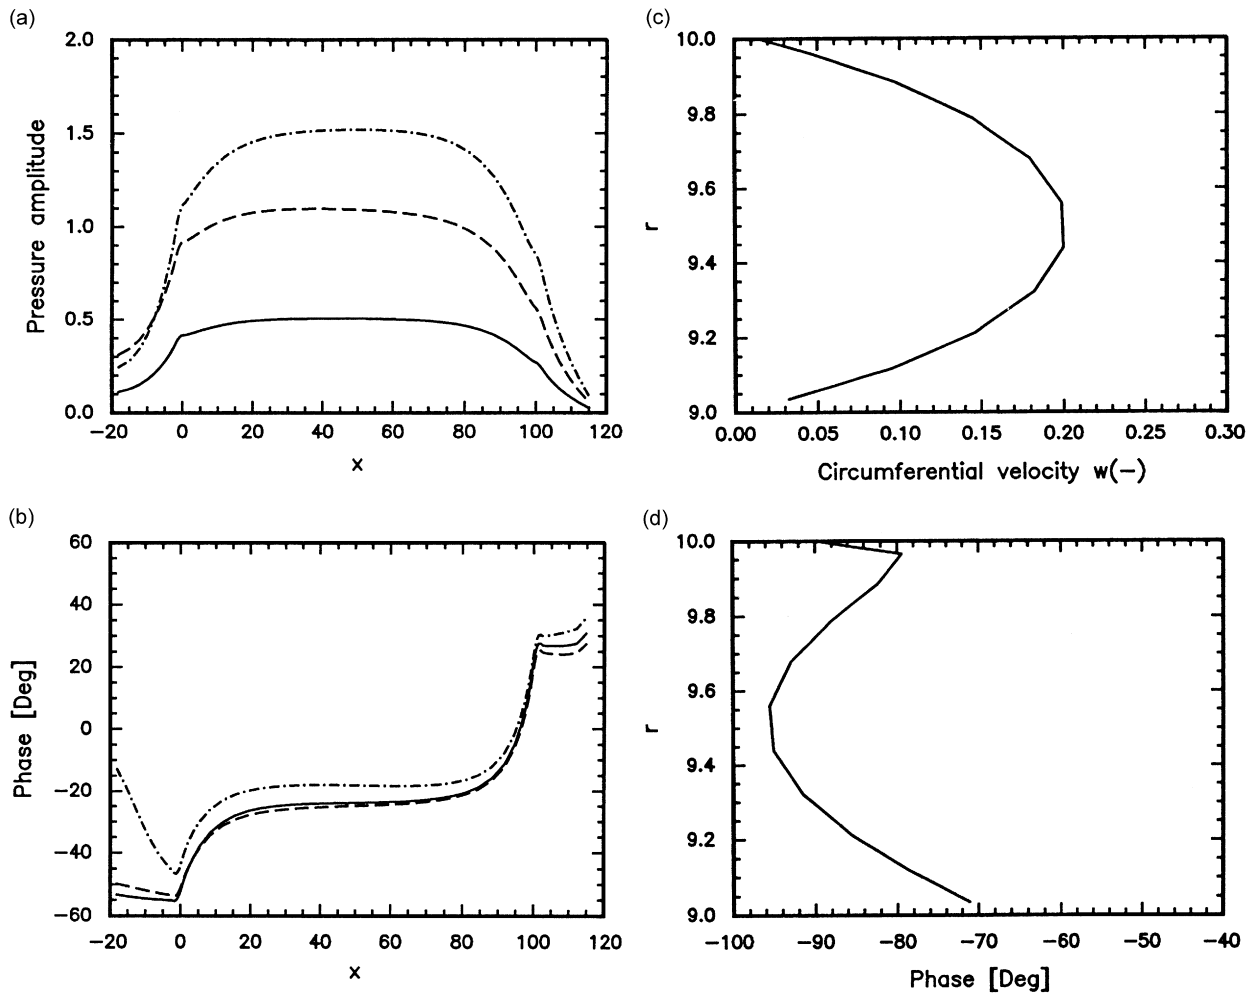 (a)
2.0
1.5
1.0
0.5
0.0
Pressure amplitude
−20 0 20 40 60 80 100 120
x
(c)
10.0
9.8
9.6
9.4
9.2
9.0
r
0.00 0.05 0.10 0.15 0.20 0.25 0.30
Circumferential velocity w(−)
(b)
60
40
20
0
−20
−40
−60
Phase [Deg]
−20 0 20 40 60 80 100 120
x
(d)
10.0
9.8
9.6
9.4
9.2
9.0
r
−100 −90 −80 −70 −60 −50 −40
Phase [Deg]